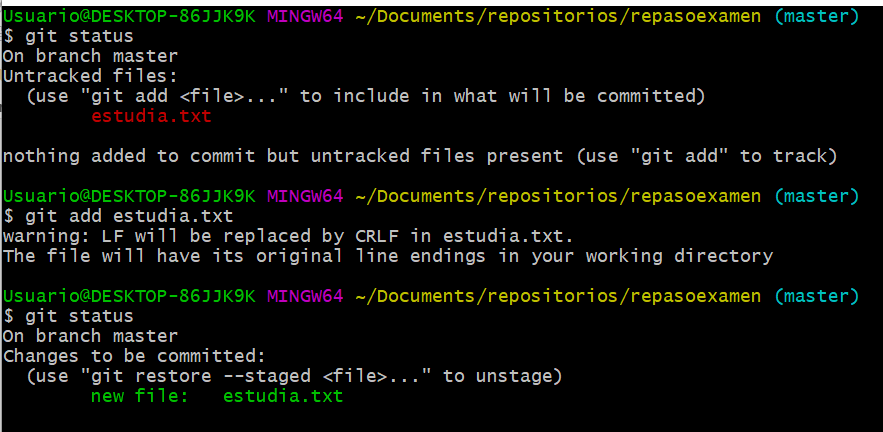 Usuario@DESKTOP-86JJK9K MINGW64 ~/Documents/repositorios/repasoexamen (master)
$ git status
On branch master
Untracked files:
  (use "git add <file>..." to include in what will be committed)
        estudia.txt

nothing added to commit but untracked files present (use "git add" to track)

Usuario@DESKTOP-86JJK9K MINGW64 ~/Documents/repositorios/repasoexamen (master)
$ git add estudia.txt
warning: LF will be replaced by CRLF in estudia.txt.
The file will have its original line endings in your working directory

Usuario@DESKTOP-86JJK9K MINGW64 ~/Documents/repositorios/repasoexamen (master)
$ git status
On branch master
Changes to be committed:
  (use "git restore --staged <file>..." to unstage)
        new file:   estudia.txt